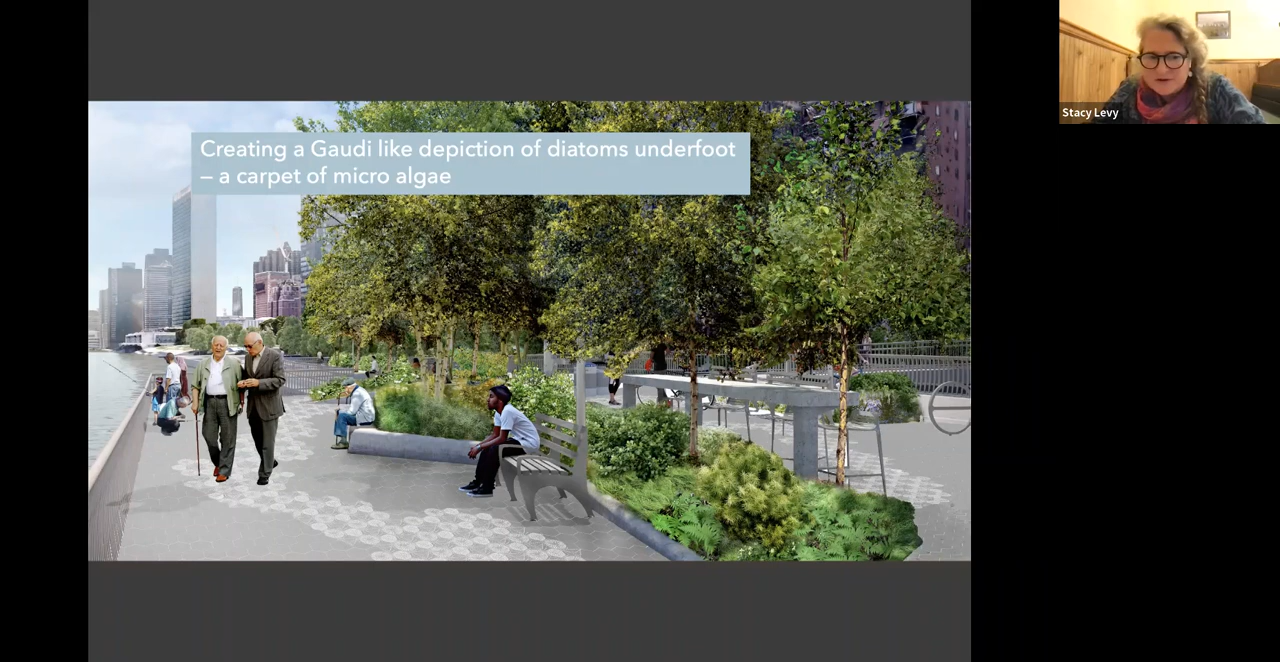 Creating a Gaudi like depiction of diatoms underfoot
– a carpet of micro algae
Stacy Levy